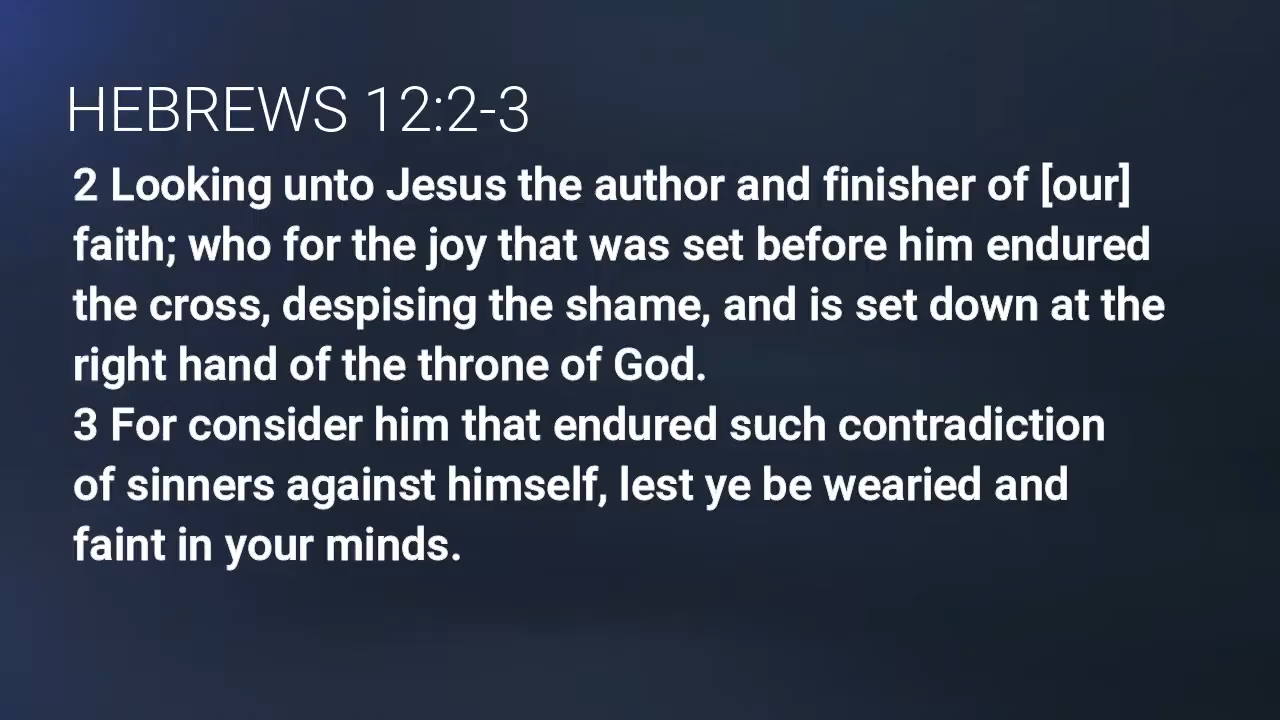 HEBREWS 12:2-3
2 Looking unto Jesus the author and finisher of [our]
faith; who for the joy that was set before him endured
the cross, despising the shame, and is set down at the
right hand of the throne of God.
3 For consider him that endured such contradiction
of sinners against himself, lest ye be wearied and
faint in your minds.